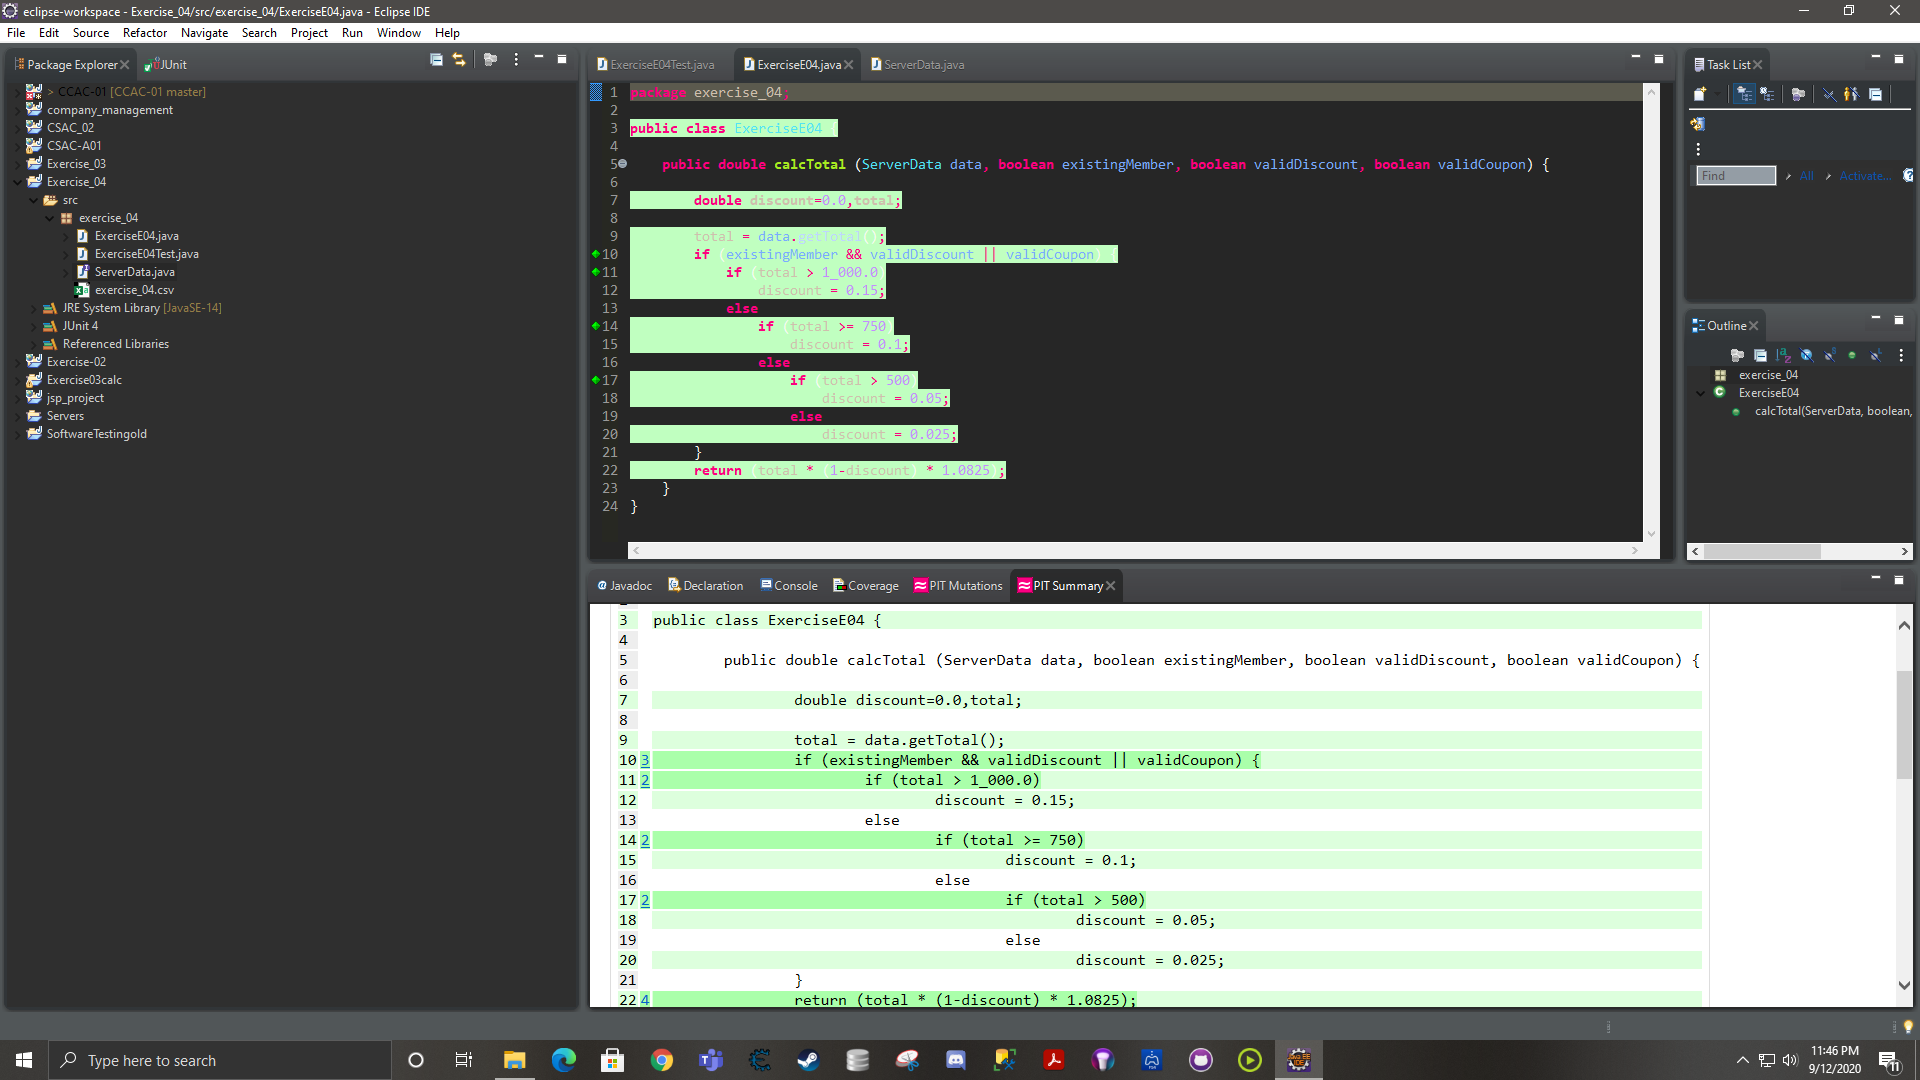 eclipse-workspace - Exercise_04/src/exercise_04/ExerciseE04.java - Eclipse IDE
File Edit Source Refactor Navigate Search Project Run Window Help
Package Explorer JUnit
> CCAC-01 [CCAC-01 master]
company_management
CSAC_02
CSAC-A01
Exercise_03
Exercise_04
src
exercise_04
ExerciseE04.java
ExerciseE04Test.java
ServerData.java
exercise_04.csv
JRE System Library [JavaSE-14]
JUnit 4
Referenced Libraries
Exercise-02
Exercise03calc
jsp_project
Servers
SoftwareTestingold
ExerciseE04Test.java ExerciseE04.java ServerData.java
1 package exercise_04;
2
3 public class ExerciseE04 {
4
5 public double calcTotal (ServerData data, boolean existingMember, boolean validDiscount, boolean validCoupon) {
6
7 double discount=0.0,total;
8
9 total = data.getTotal();
10 if (existingMember && validDiscount || validCoupon) {
11 if (total > 1_000.0)
12 discount = 0.15;
13 else
14 if (total >= 750)
15 discount = 0.1;
16 else
17 if (total > 500)
18 discount = 0.05;
19 else
20 discount = 0.025;
21 }
22 return (total * (1-discount) * 1.0825);
23 }
24 }
Task List
Find All Activate...
Outline
exercise_04
ExerciseE04
calcTotal(ServerData, boolean,
Javadoc Declaration Console Coverage PIT Mutations PIT Summary
3 public class ExerciseE04 {
4
5 public double calcTotal (ServerData data, boolean existingMember, boolean validDiscount, boolean validCoupon) {
6
7 double discount=0.0,total;
8
9 total = data.getTotal();
10 3 if (existingMember && validDiscount || validCoupon) {
11 2 if (total > 1_000.0)
12 discount = 0.15;
13 else
14 2 if (total >= 750)
15 discount = 0.1;
16 else
17 2 if (total > 500)
18 discount = 0.05;
19 else
20 discount = 0.025;
21 }
22 4 return (total * (1-discount) * 1.0825);
Type here to search
11:46 PM
9/12/2020
11